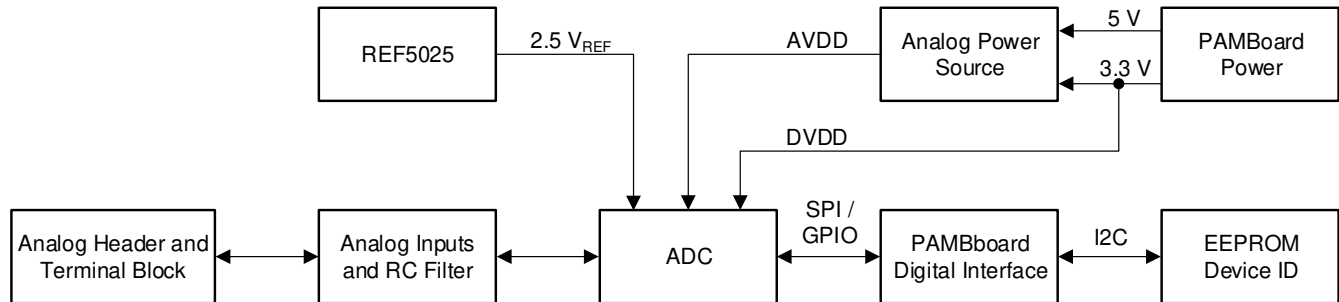 REF5025
2.5 VREF
AVDD
Analog Power
Source
5 V
3.3 V
PAMBoard
Power
DVDD
Analog Header and
Terminal Block
Analog Inputs
and RC Filter
ADC
SPI /
GPIO
PAMBboard
Digital Interface
I2C
EEPROM
Device ID